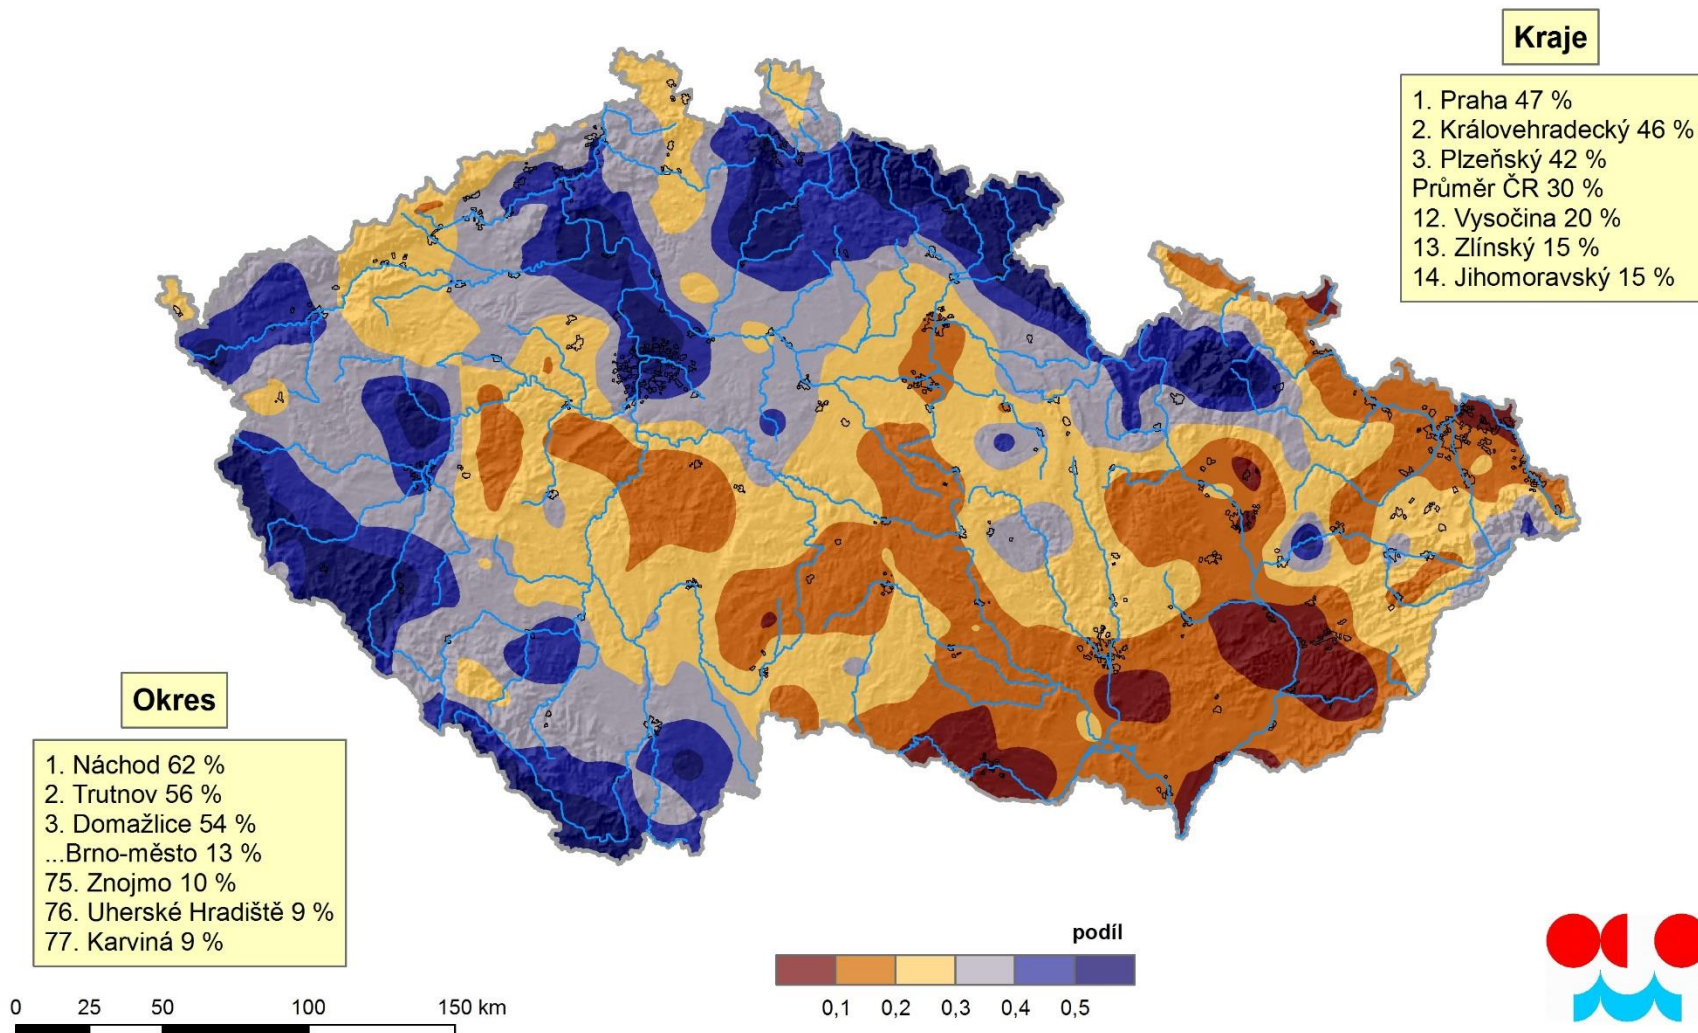 Kraje
1. Praha 47 %
2. Královehradecký 46 %
3. Plzeňský 42 %
Průměr ČR 30 %
12. Vysočina 20 %
13. Zlínský 15 %
14. Jihomoravský 15 %
Okres
1. Náchod 62 %
2. Trutnov 56 %
3. Domažlice 54 %
...Brno-město 13 %
75. Znojmo 10 %
76. Uherské Hradiště 9 %
77. Karviná 9 %
podíl
0,1 0,2 0,3 0,4 0,5
0 25 50 100 150 km